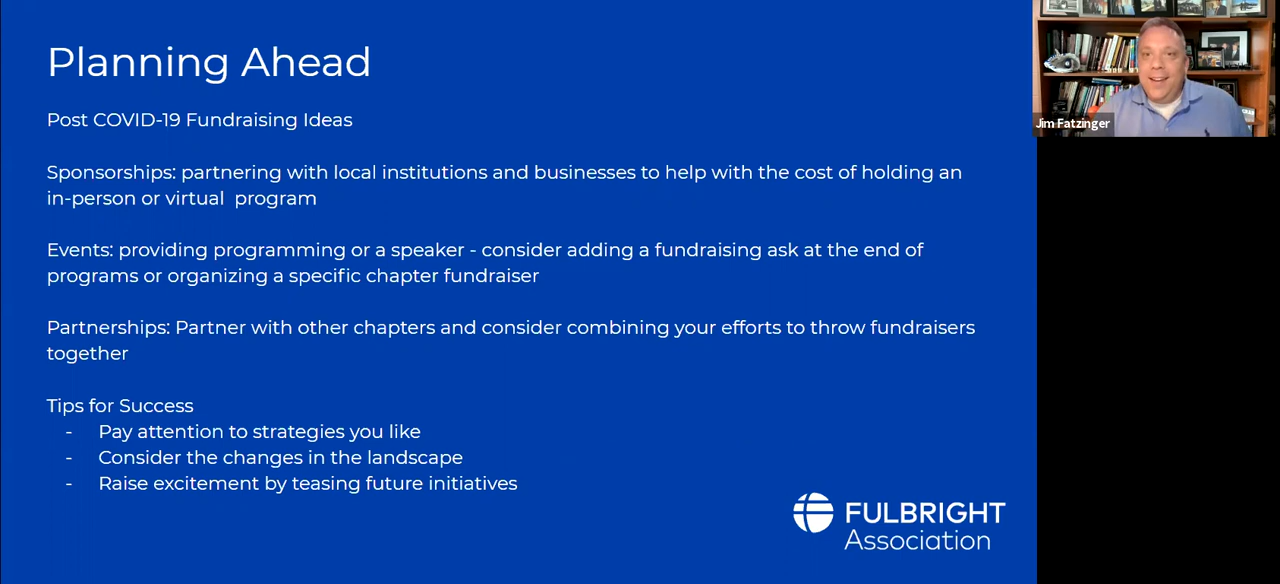 Planning Ahead
Post COVID-19 Fundraising Ideas
Sponsorships: partnering with local institutions and businesses to help with the cost of holding an
in-person or virtual  program
Events: providing programming or a speaker - consider adding a fundraising ask at the end of
programs or organizing a specific chapter fundraiser
Partnerships: Partner with other chapters and consider combining your efforts to throw fundraisers
together
Tips for Success
- Pay attention to strategies you like
- Consider the changes in the landscape
- Raise excitement by teasing future initiatives
FULBRIGHT
Association
Jim Fatzinger